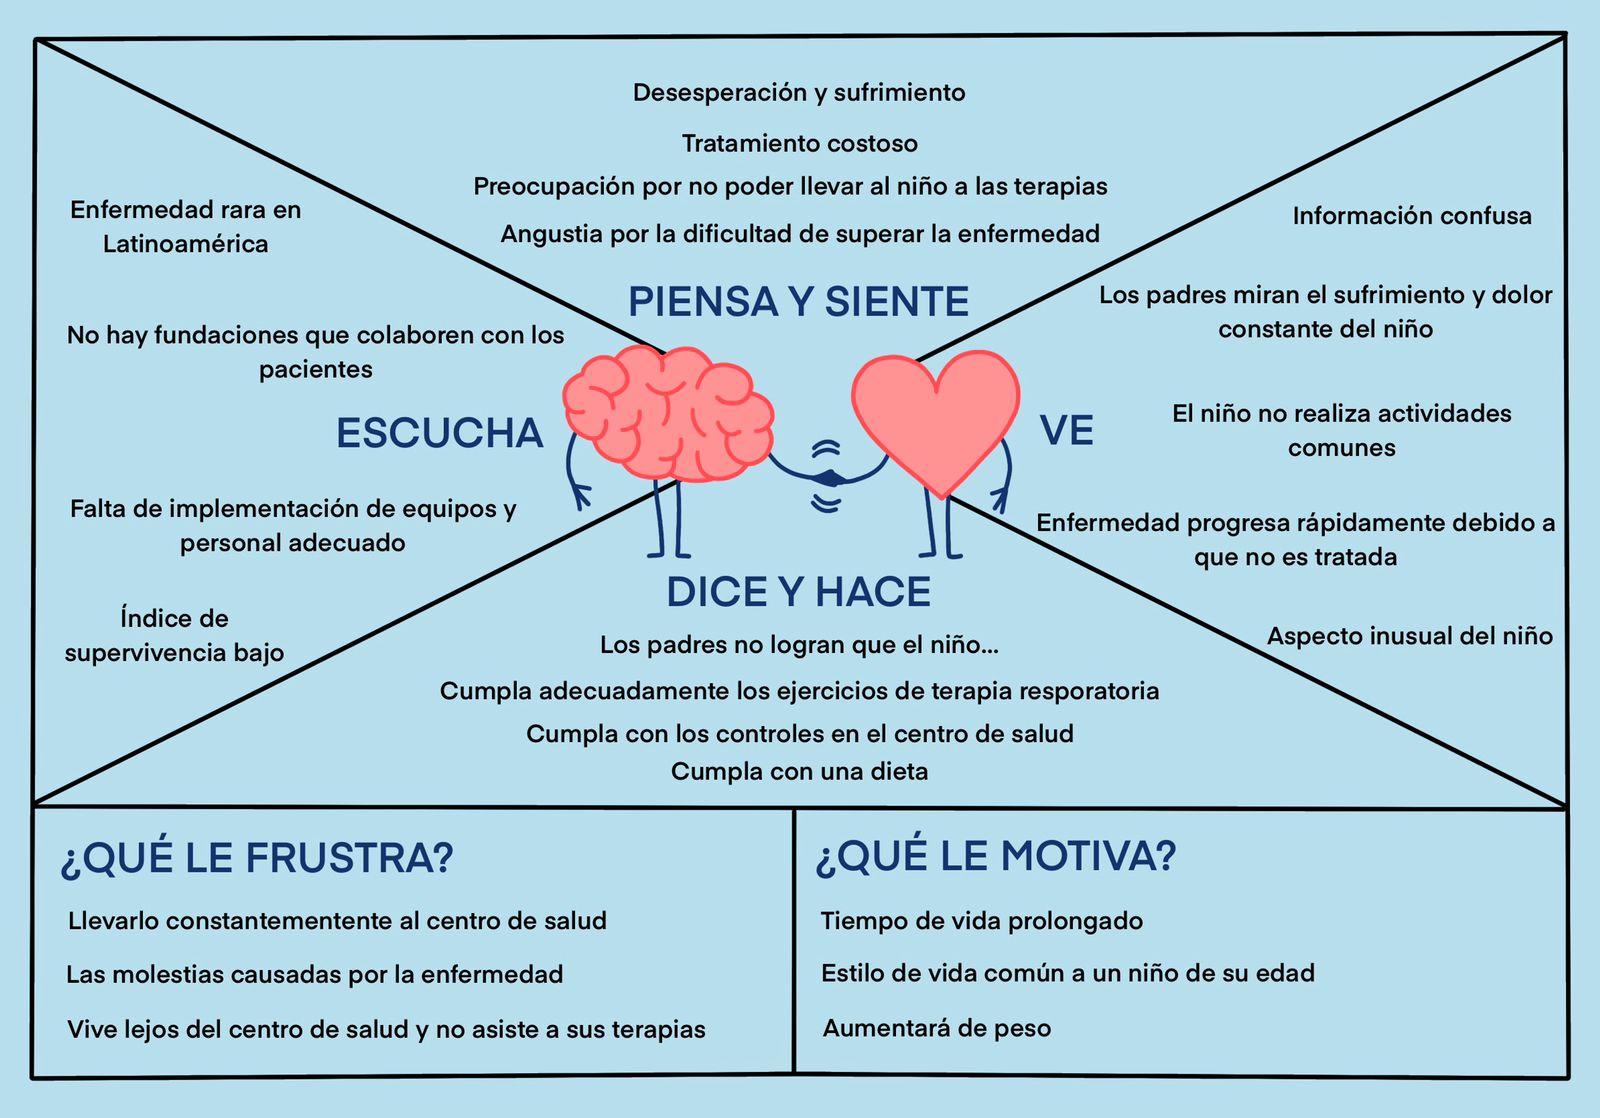 Desesperación y sufrimiento
Tratamiento costoso
Preocupación por no poder llevar al niño a las terapias
Angustia por la dificultad de superar la enfermedad
PIENSA Y SIENTE
Enfermedad rara en
Latinoamérica
No hay fundaciones que colaboren con los
pacientes
ESCUCHA
Falta de implementación de equipos y
personal adecuado
Índice de
supervivencia bajo
Información confusa
Los padres miran el sufrimiento y dolor
constante del niño
El niño no realiza actividades
comunes
VE
Enfermedad progresa rápidamente debido a
que no es tratada
Aspecto inusual del niño
DICE Y HACE
Los padres no logran que el niño...
Cumpla adecuadamente los ejercicios de terapia resporatoria
Cumpla con los controles en el centro de salud
Cumpla con una dieta
¿QUÉ LE FRUSTRA?
Llevarlo constantementente al centro de salud
Las molestias causadas por la enfermedad
Vive lejos del centro de salud y no asiste a sus terapias
¿QUÉ LE MOTIVA?
Tiempo de vida prolongado
Estilo de vida común a un niño de su edad
Aumentará de peso